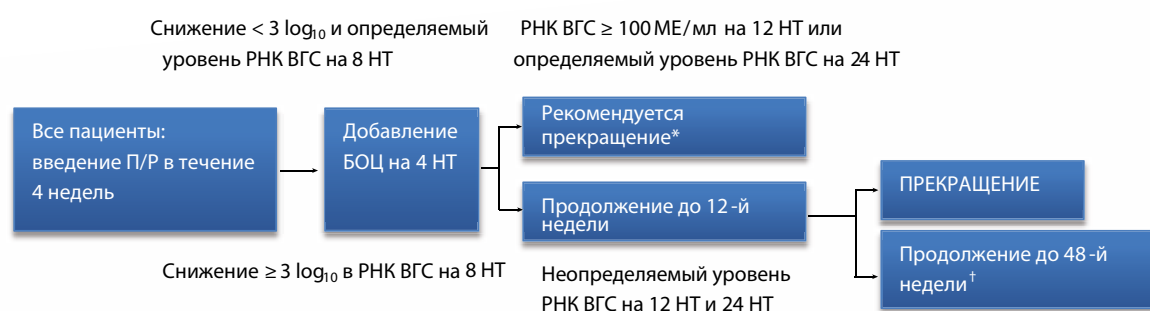 Снижение < 3 log₁₀ и определяемый
уровень РНК ВГС на 8 НТ
РНК ВГС ≥ 100 МЕ/мл на 12 НТ или
определяемый уровень РНК ВГС на 24 НТ
Все пациенты:
введение П/Р в течение
4 недель
Добавление
БОЦ на 4 НТ
Рекомендуется
прекращение*
Продолжение до 12-й
недели
ПРЕКРАЩЕНИЕ
Продолжение до 48-й
недели†
Снижение ≥ 3 log₁₀ в РНК ВГС на 8 НТ
Неопределяемый уровень
РНК ВГС на 12 НТ и 24 НТ